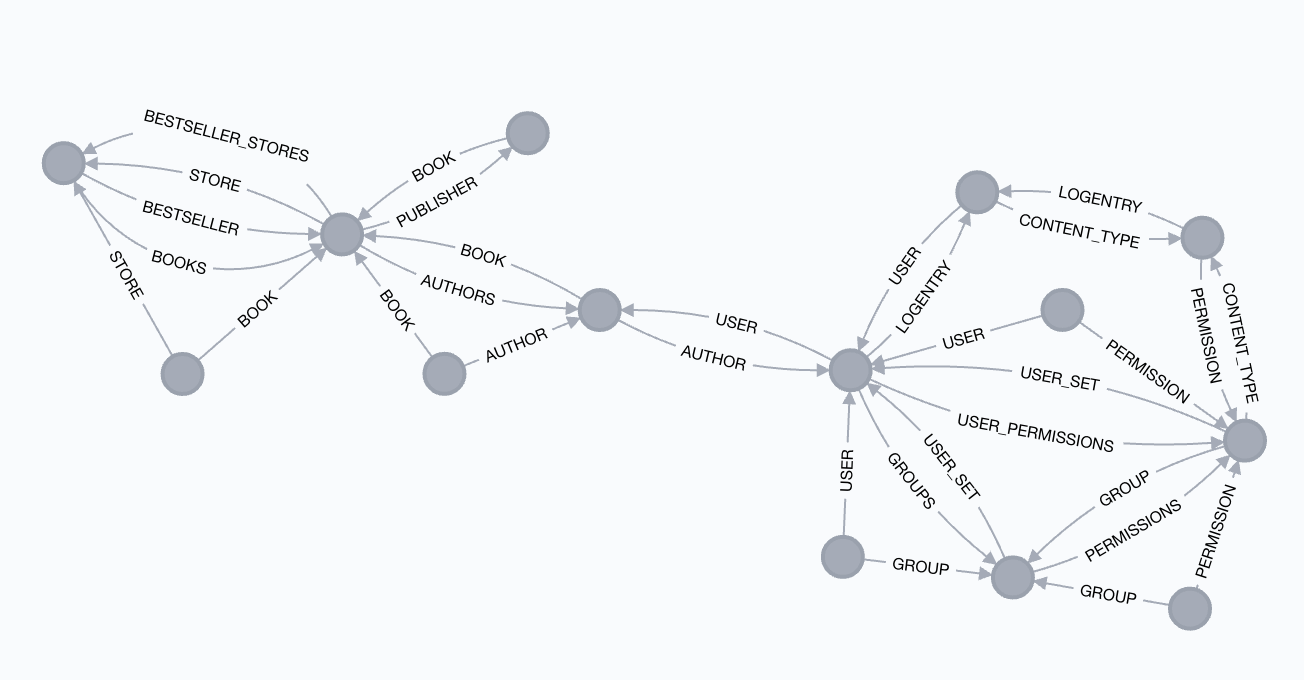 BESTSELLER_STORES
STORE
BESTSELLER
BOOKS
STORE
BOOK
BOOK
PUBLISHER
BOOK
AUTHORS
BOOK
AUTHOR
USER
AUTHOR
LOGENTRY
CONTENT_TYPE
USER
LOGENTRY
PERMISSION
CONTENT_TYPE
USER
PERMISSION
USER_SET
USER_PERMISSIONS
USER_SET
GROUPS
USER
GROUP
PERMISSIONS
PERMISSION
GROUP
GROUP